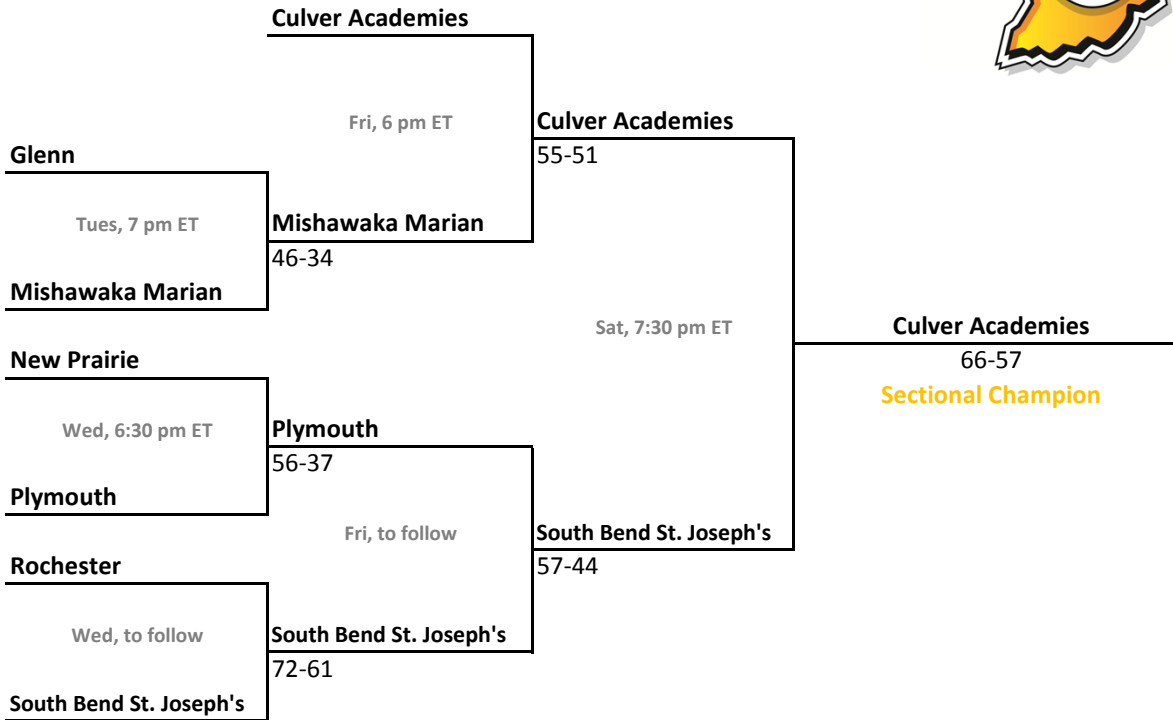 Culver Academies
Fri, 6 pm ET
Culver Academies
55-51
Glenn
Tues, 7 pm ET
Mishawaka Marian
46-34
Mishawaka Marian
Sat, 7:30 pm ET
Culver Academies
66-57
Sectional Champion
New Prairie
Wed, 6:30 pm ET
Plymouth
56-37
Plymouth
Fri, to follow
South Bend St. Joseph's
57-44
Rochester
Wed, to follow
South Bend St. Joseph's
72-61
South Bend St. Joseph's